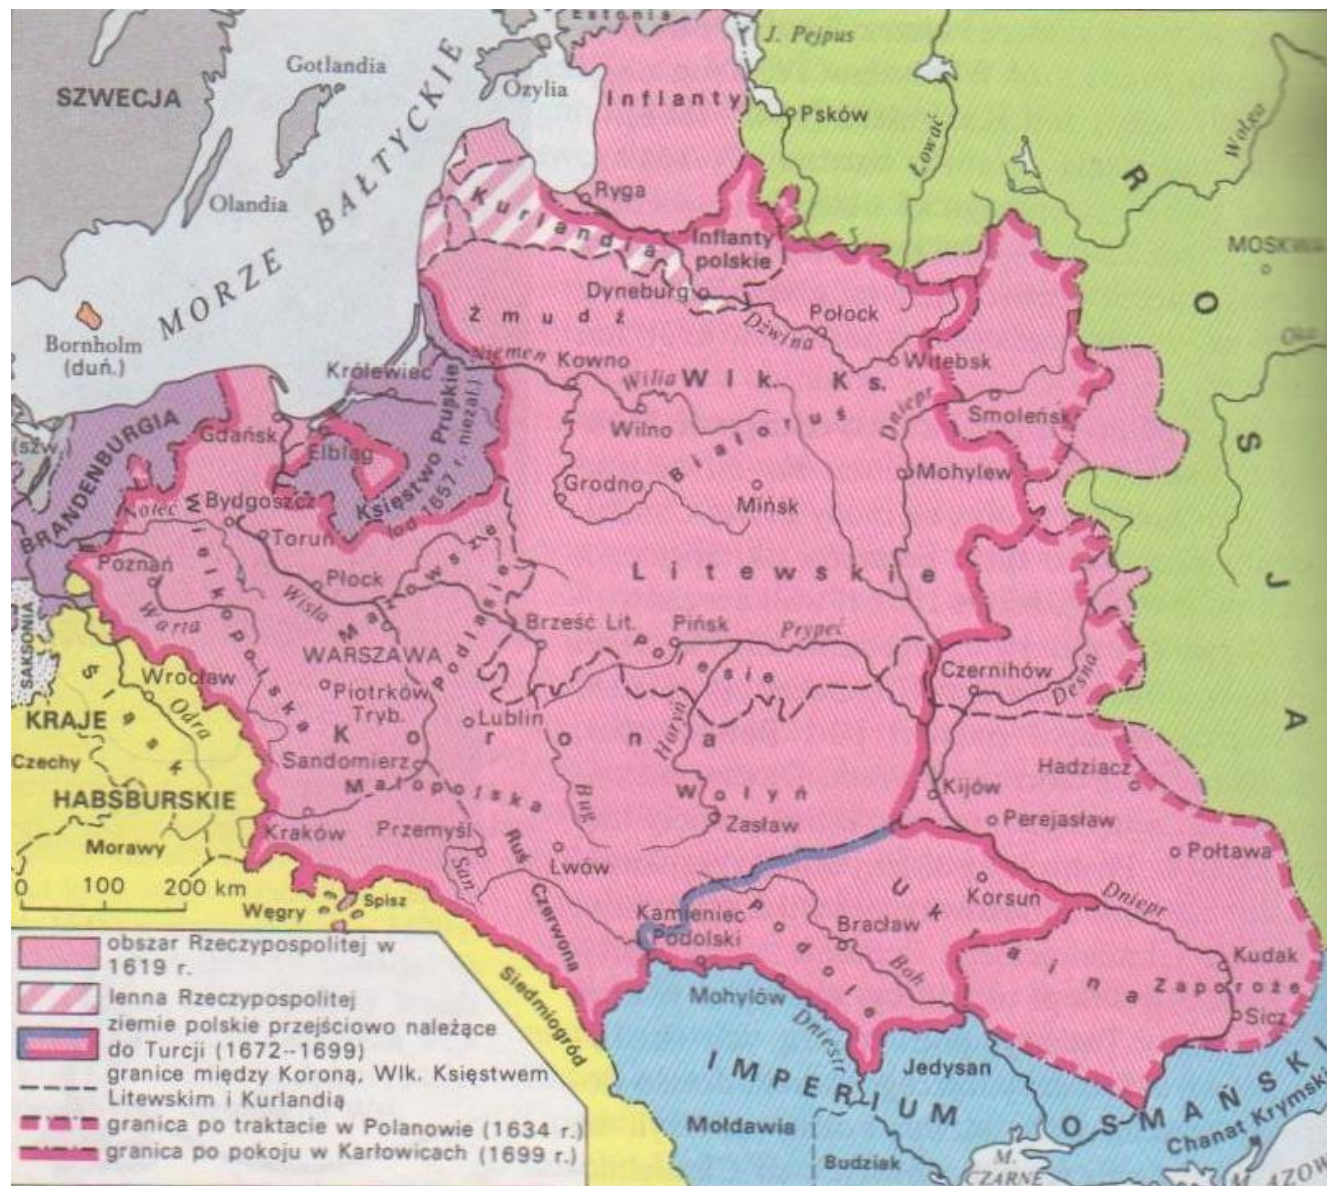 Estonia
J. Pejpus
Gotlandia
SZWECJA
Ozylia
Inflanty
Psków
Łować
Wołga
MORZE BAŁTYCKIE
Olandia
Ryga
Kurlandia
Inflanty
polskie
R O S J A
MOSKWA
Bornholm
(duń.)
Dyneburg
Żmudź
Połock
Dźwina
Witebsk
Królewiec
Niemen
Kowno
Wilia
Wlk. Ks.
Litewskie
Dniepr
Smoleńsk
BRANDENBURGIA
(szw.)
Gdańsk
Elbląg
Księstwo Pruskie
(od 1657 r. niezal.)
Wilno
Białoruś
Grodno
Mińsk
Mohylew
Noteć
Bydgoszcz
Toruń
Poznań
Płock
Wielkopolska
Mazowsze
Podlasie
Wisła
Warta
Brześć Lit.
Pińsk
Prypeć
Polesie
SAKSONIA
WARSZAWA
Czernihów
Desna
Wrocław
Odra
Śląsk
Piotrków
Tryb.
Lublin
Korona
Horyń
KRAJE
HABSBURSKIE
Czechy
Sandomierz
Małopolska
Bug
Wołyń
Hadziacz
Kijów
Perejasław
Połtawa
Morawy
Kraków
Przemyśl
San
Ruś
Czerwona
Lwów
Zasław
0 100 200 km
Węgry
Spisz
Kamieniec
Podolski
Podole
Bracław
Ukraina
Korsuń
Dniepr
Boh
Kudak
Zaporoże
Sicz
Siedmiogród
Mohylów
Dniestr
Jedysan
IMPERIUM OSMAŃSKI
Chanat Krymski
Mołdawia
Budziak
M.
CZARNE
M. AZOW
obszar Rzeczypospolitej w
1619 r.
lenna Rzeczypospolitej
ziemie polskie przejściowo należące
do Turcji (1672--1699)
granice między Koroną, Wlk. Księstwem
Litewskim i Kurlandią
granica po traktacie w Polanowie (1634 r.)
granica po pokoju w Karłowicach (1699 r.)